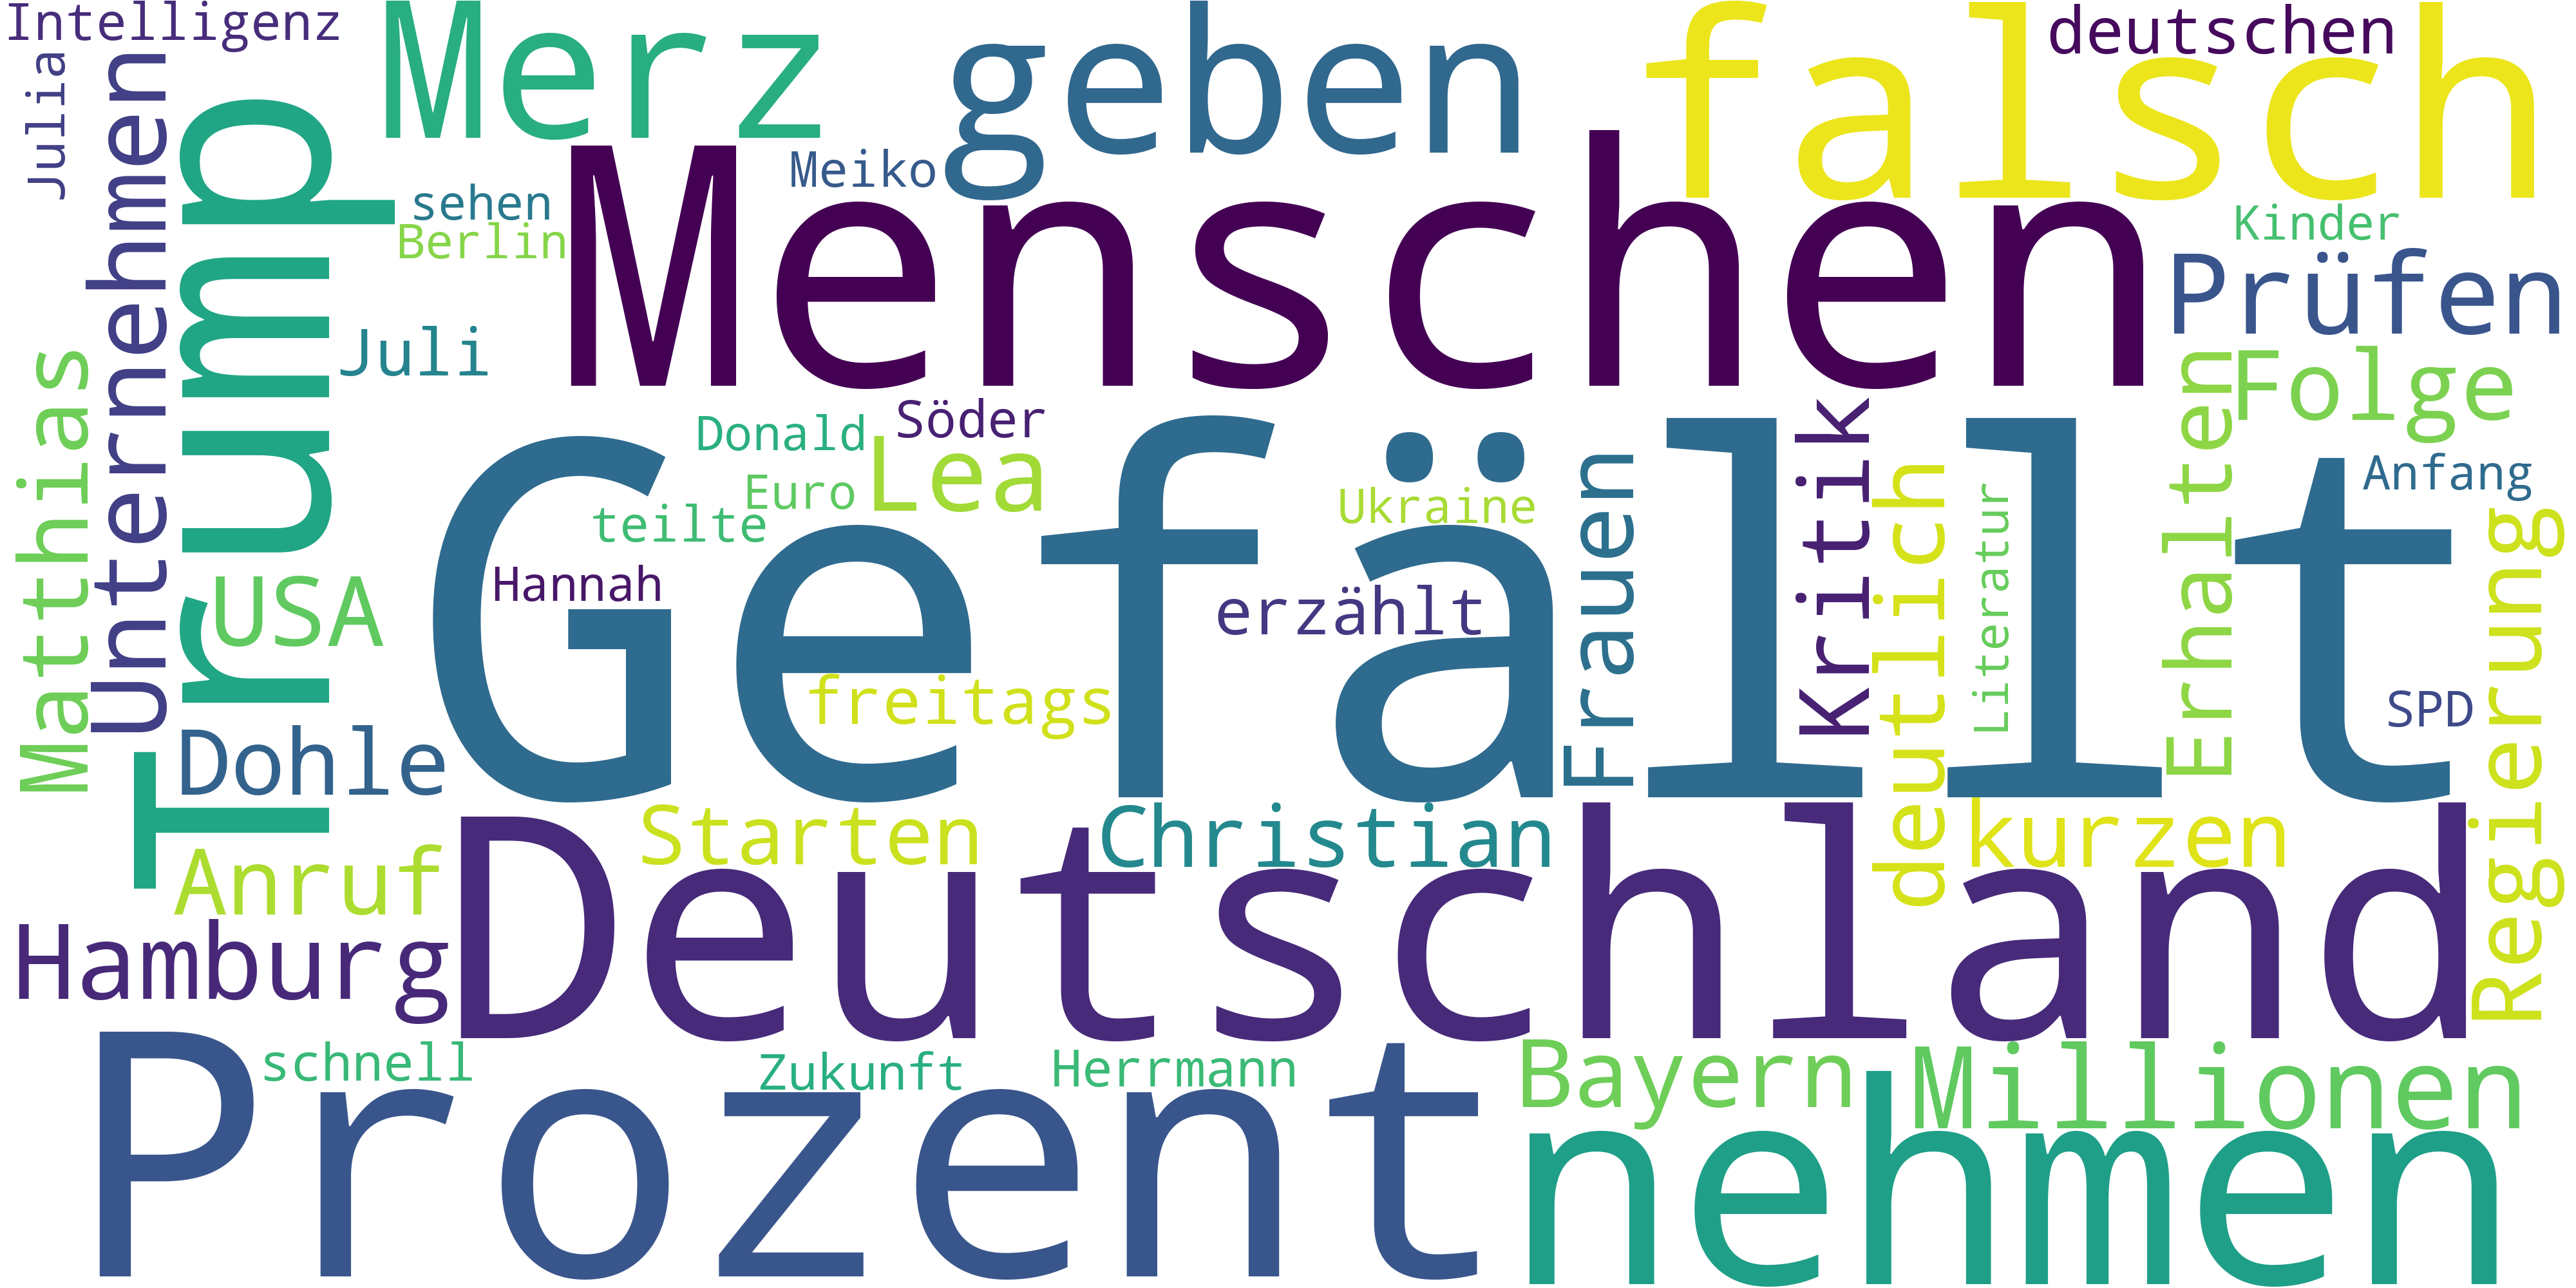 Intelligenz
Merz
geben
falsch
deutschen
Julia
Unternehmen
Trump
Menschen
Meiko
sehen
Berlin
Kinder
Prüfen
Juli
Matthias
Gefällt
Donald
Söder
Lea
Euro
teilte
Ukraine
Frauen
Kritik
deutlich
Literatur
Erhalten
Folge
Anfang
Regierung
USA
Hannah
erzählt
freitags
SPD
Dohle
Starten
Christian
kurzen
Anruf
Deutschland
Hamburg
Prozent
schnell
Zukunft
Herrmann
Bayern
Millionen
nehmen